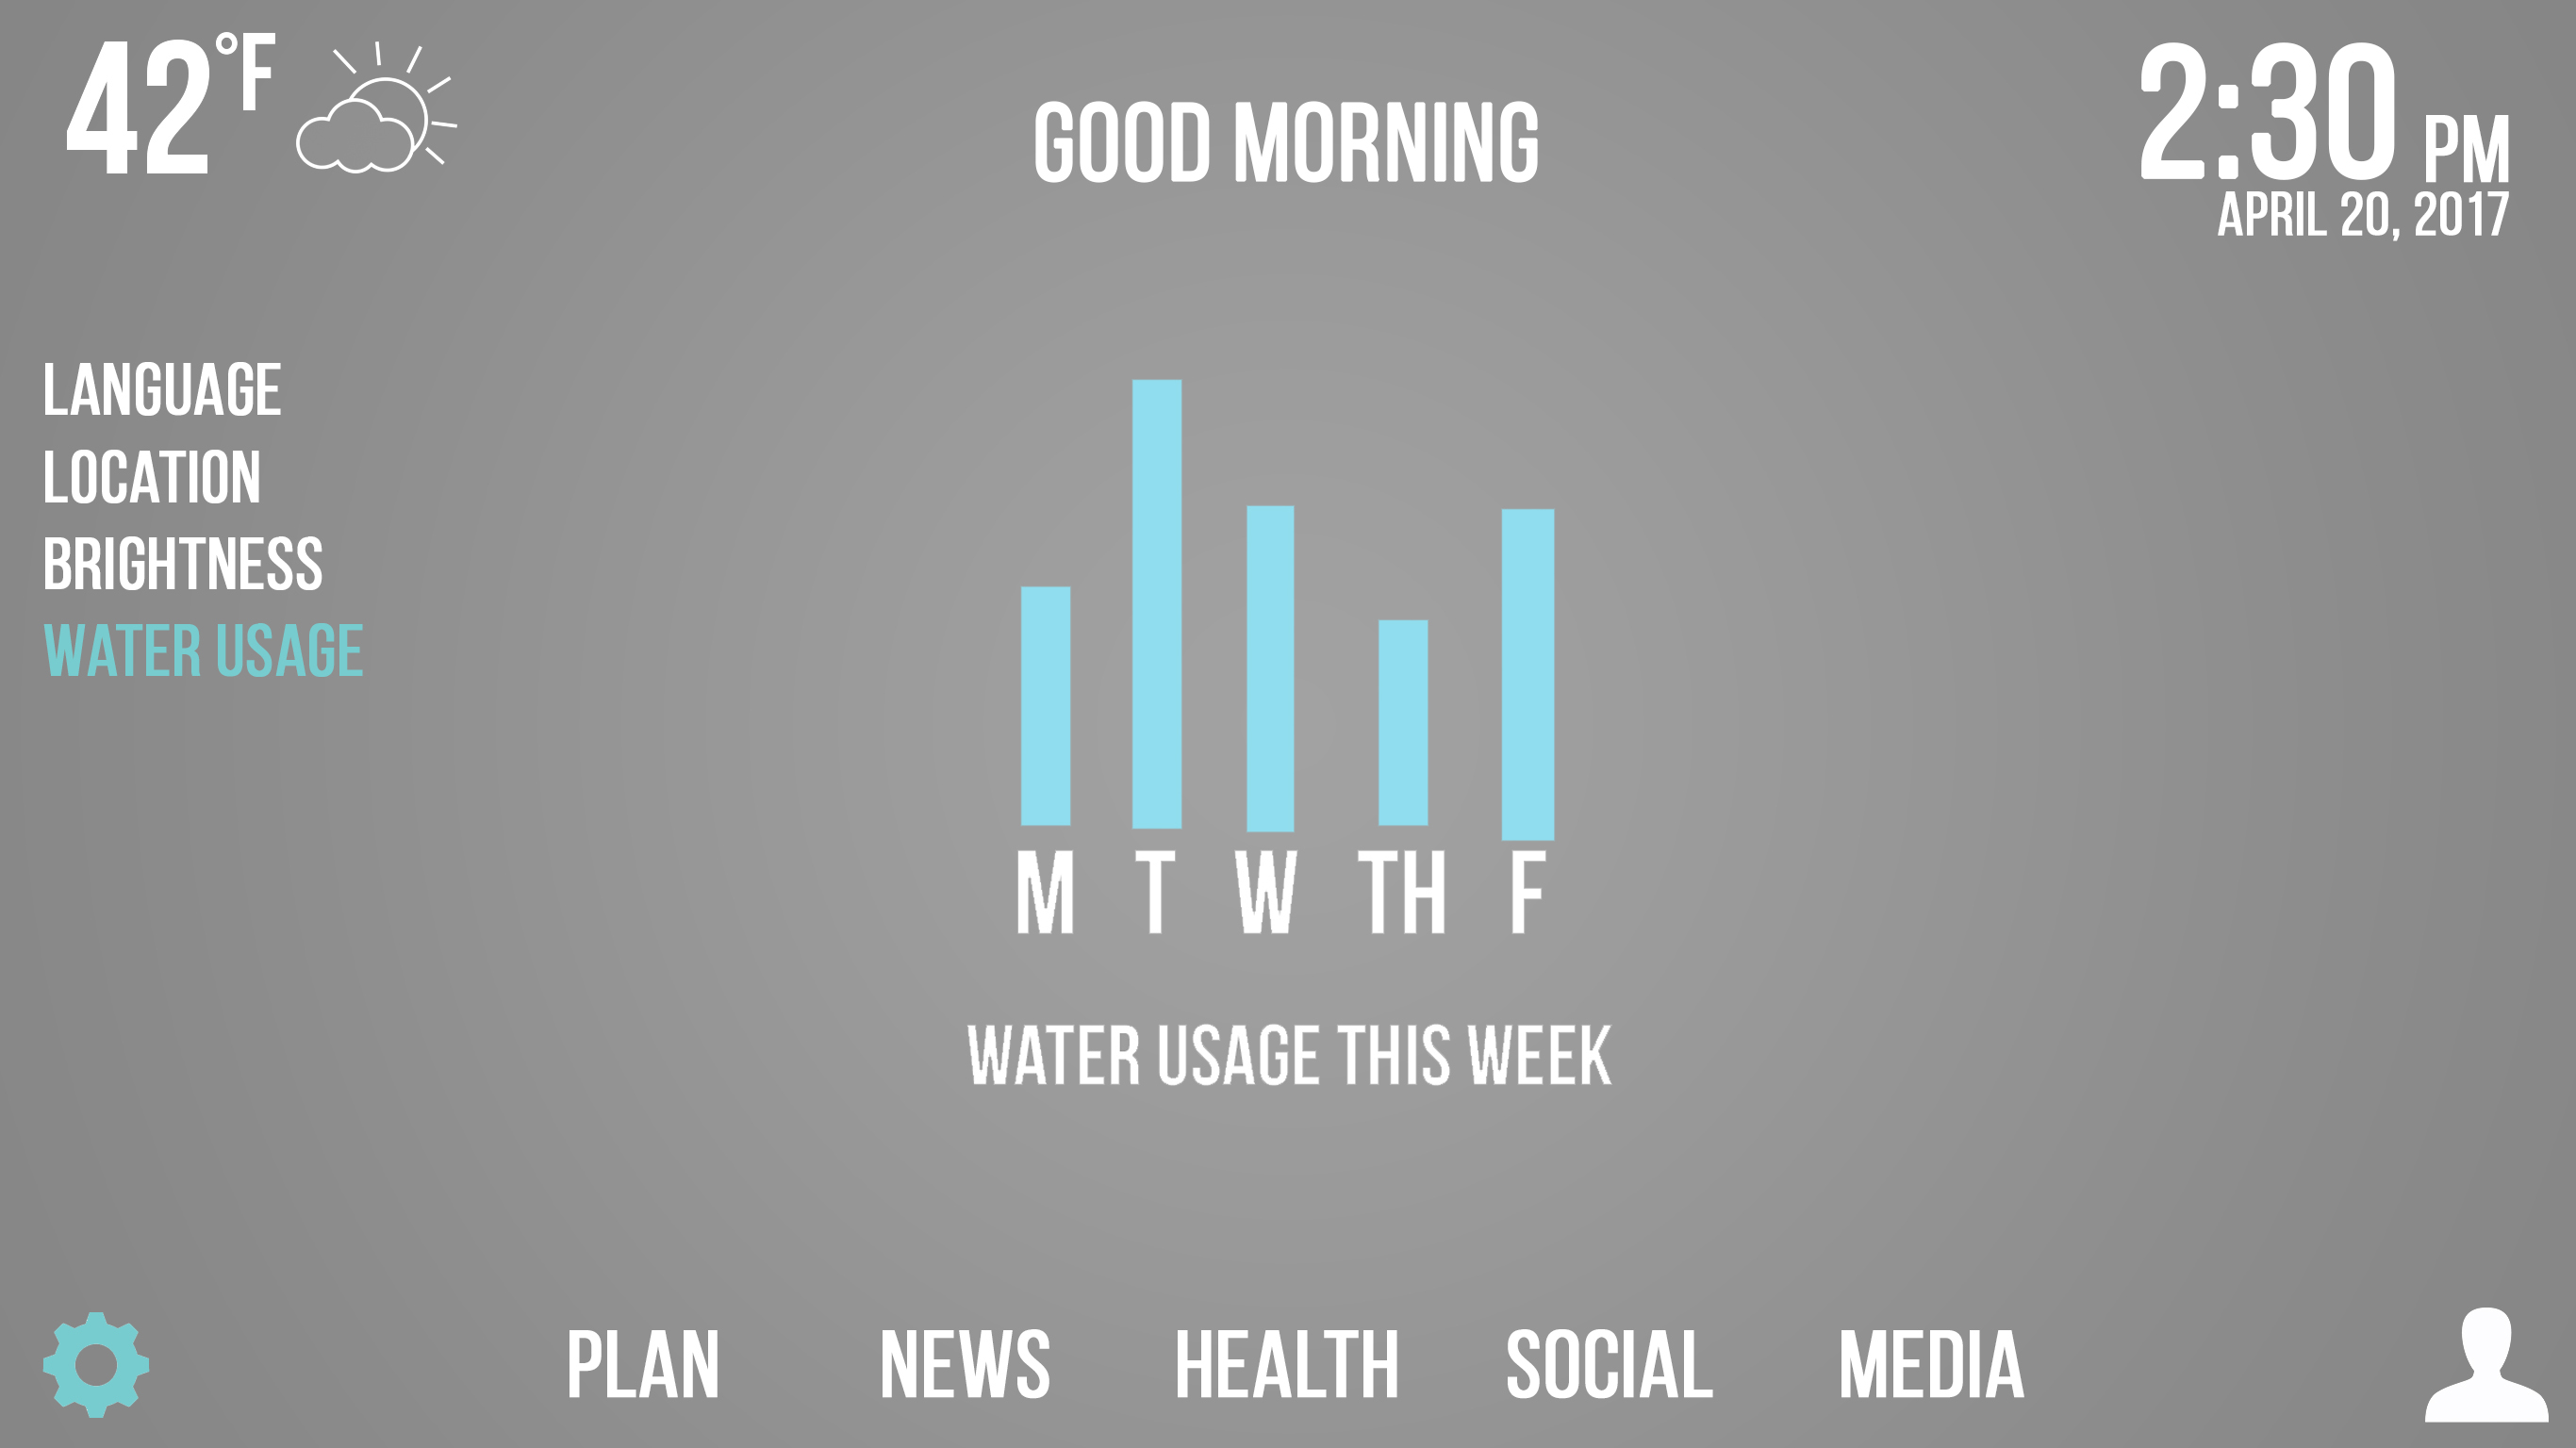 42°F
GOOD MORNING
2:30 PM
APRIL 20, 2017
LANGUAGE
LOCATION
BRIGHTNESS
WATER USAGE
M T W TH F
WATER USAGE THIS WEEK
PLAN NEWS HEALTH SOCIAL MEDIA